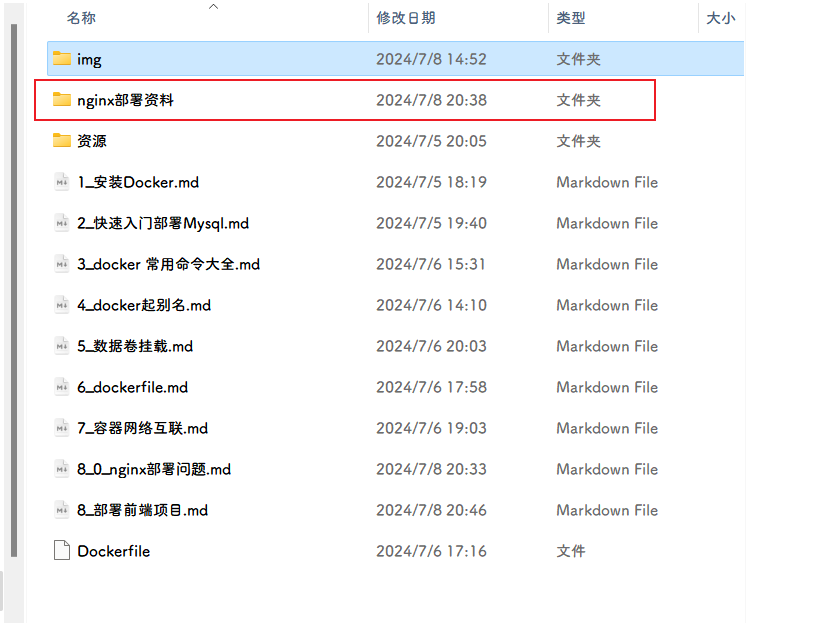 名称 修改日期 类型 大小
img 2024/7/8 14:52 文件夹
nginx部署资料 2024/7/8 20:38 文件夹
资源 2024/7/5 20:05 文件夹
1_安装Docker.md 2024/7/5 18:19 Markdown File
2_快速入门部署Mysql.md 2024/7/5 19:40 Markdown File
3_docker 常用命令大全.md 2024/7/6 15:31 Markdown File
4_docker起别名.md 2024/7/6 14:10 Markdown File
5_数据卷挂载.md 2024/7/6 20:03 Markdown File
6_dockerfile.md 2024/7/6 17:58 Markdown File
7_容器网络互联.md 2024/7/6 19:03 Markdown File
8_0_nginx部署问题.md 2024/7/8 20:33 Markdown File
8_部署前端项目.md 2024/7/8 20:46 Markdown File
Dockerfile 2024/7/6 17:16 文件